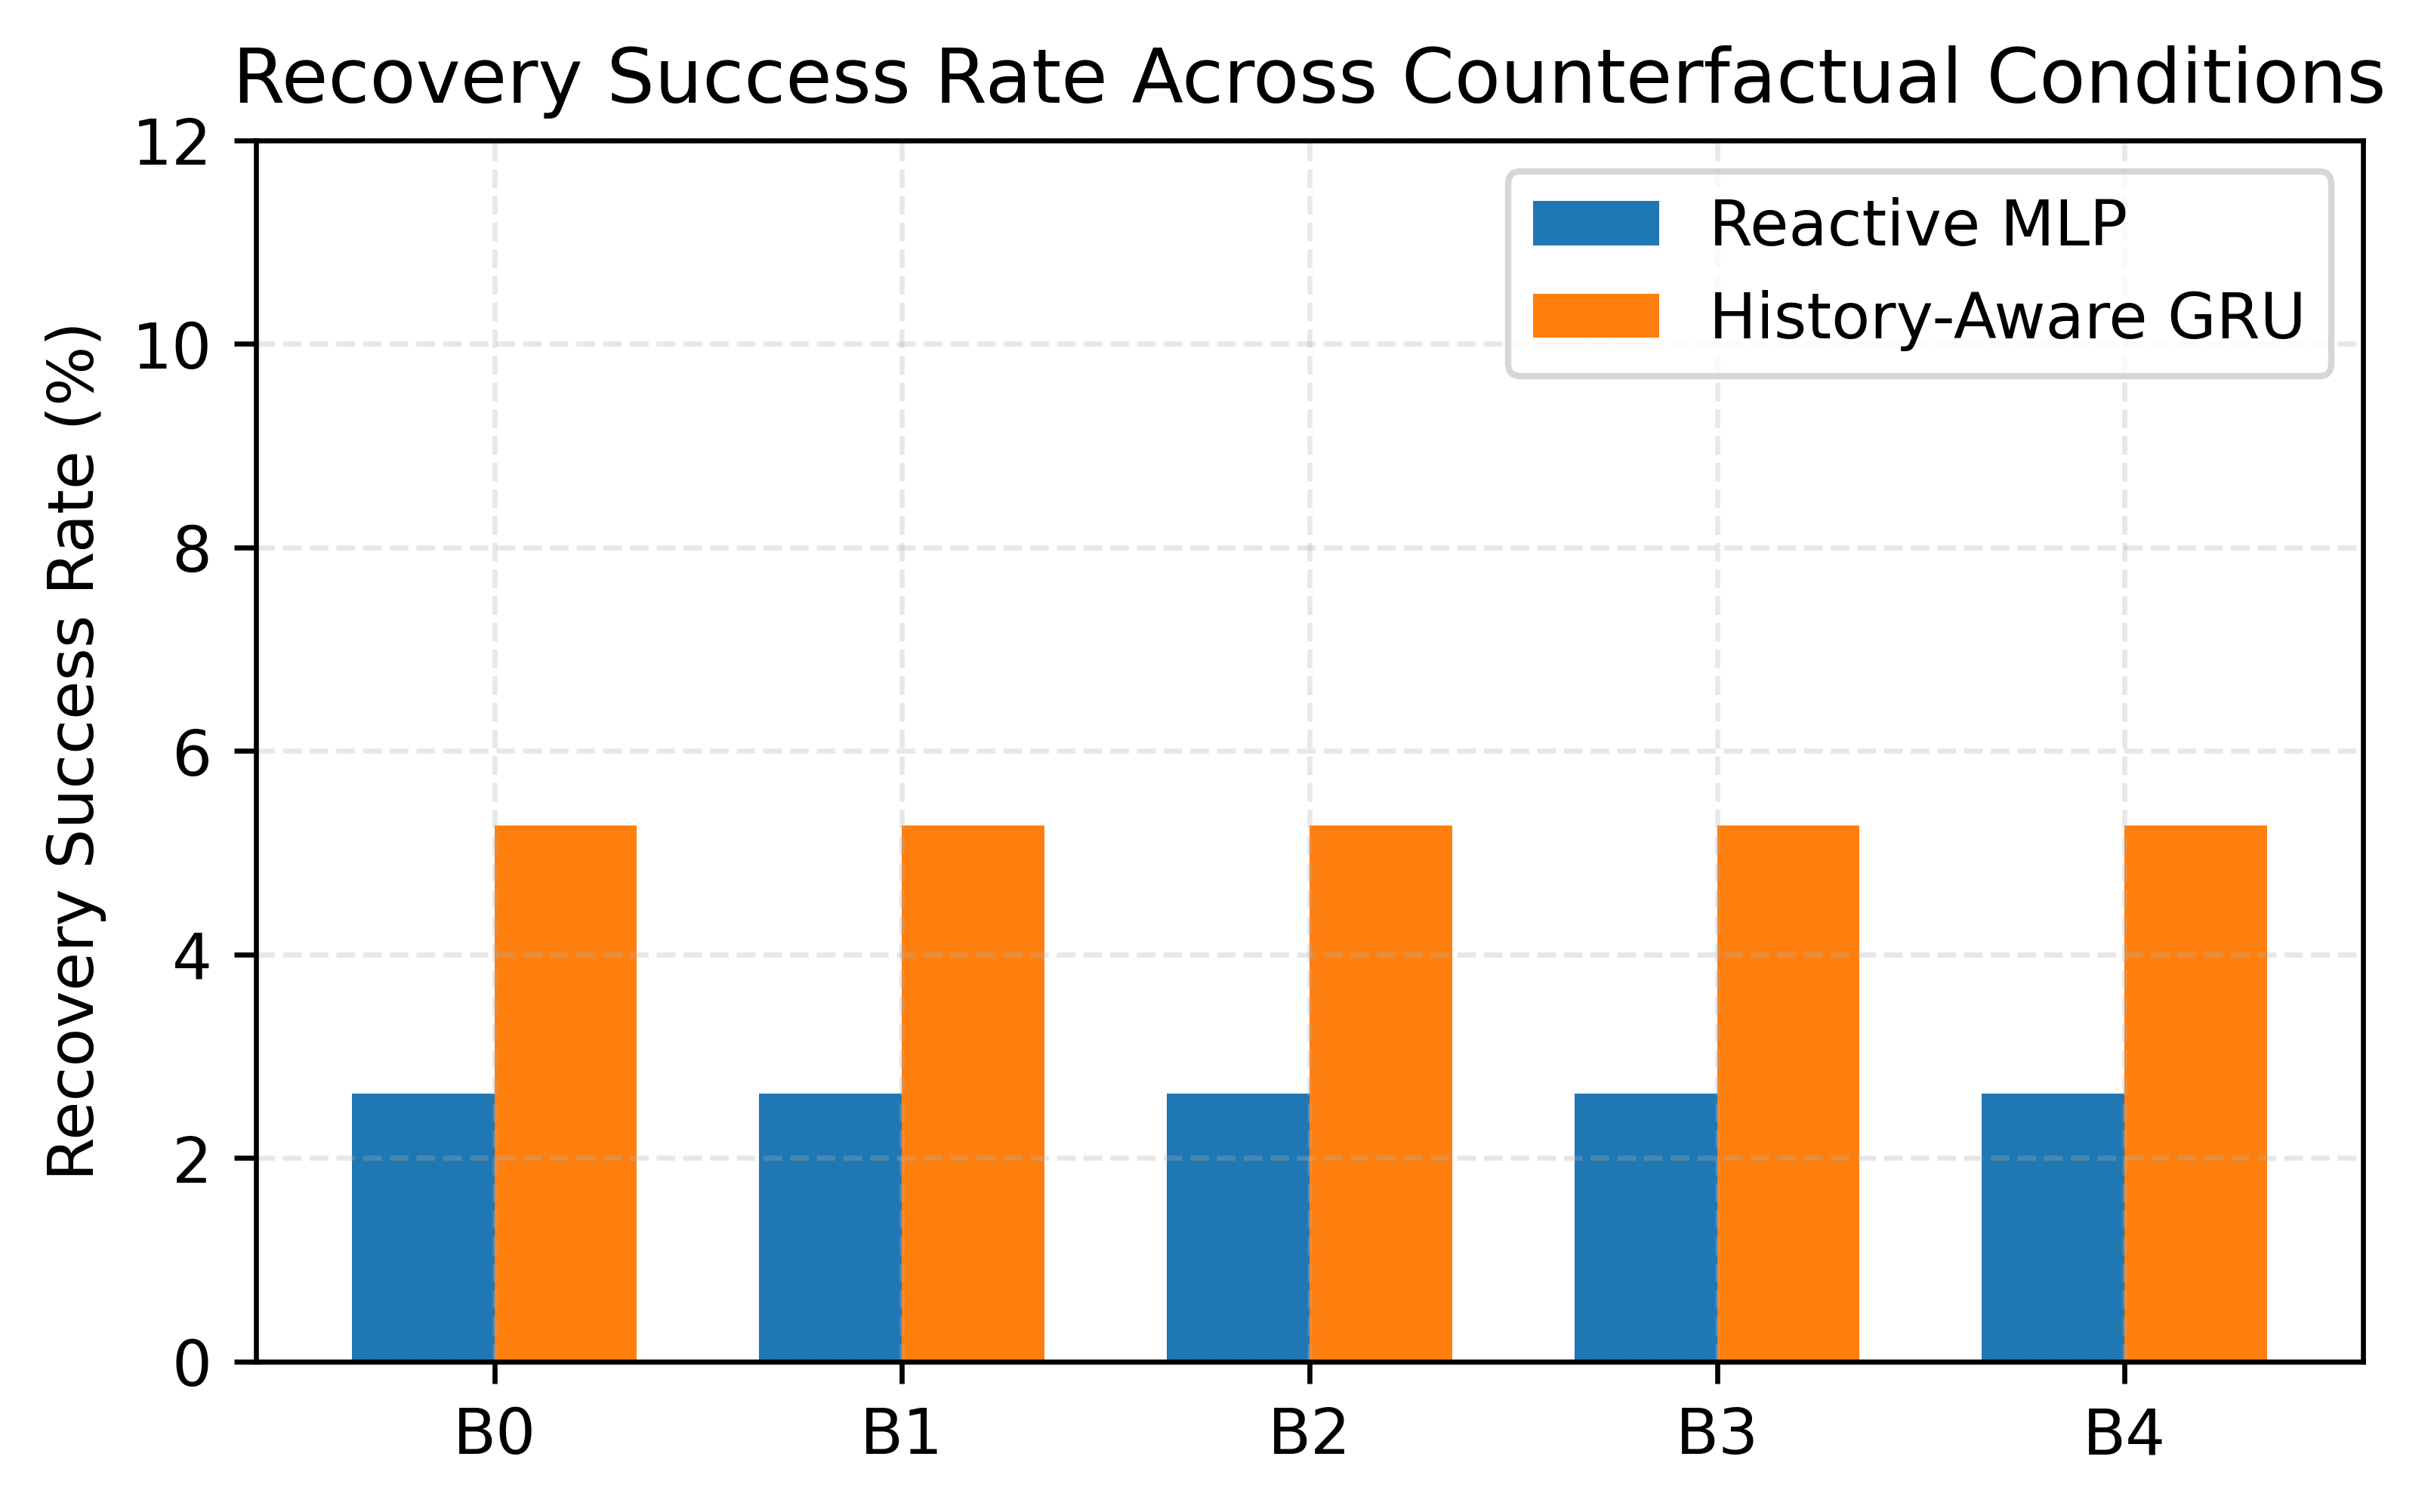 Recovery Success Rate Across Counterfactual Conditions
Recovery Success Rate (%)
12
10
8
6
4
2
0
Reactive MLP
History-Aware GRU
B0 B1 B2 B3 B4